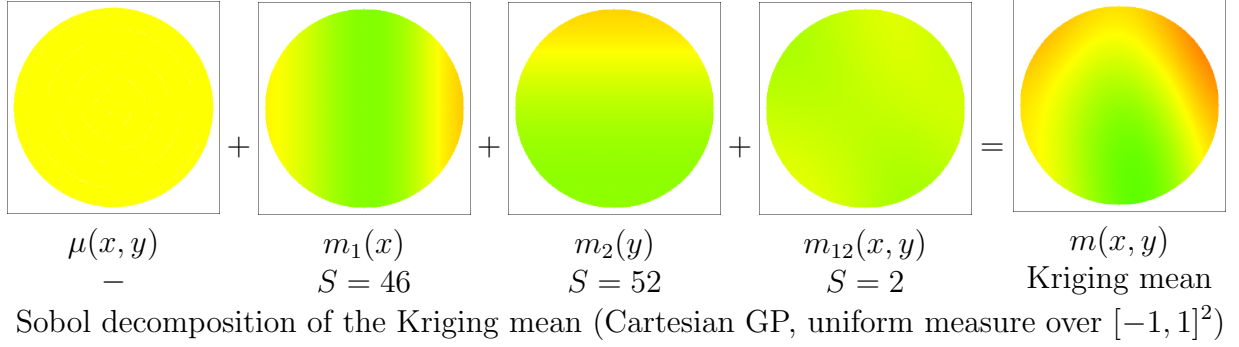 + + + =
μ(x, y) m₁(x) m₂(y) m₁₂(x, y) m(x, y)
− S = 46 S = 52 S = 2 Kriging mean
Sobol decomposition of the Kriging mean (Cartesian GP, uniform measure over [−1, 1]²)